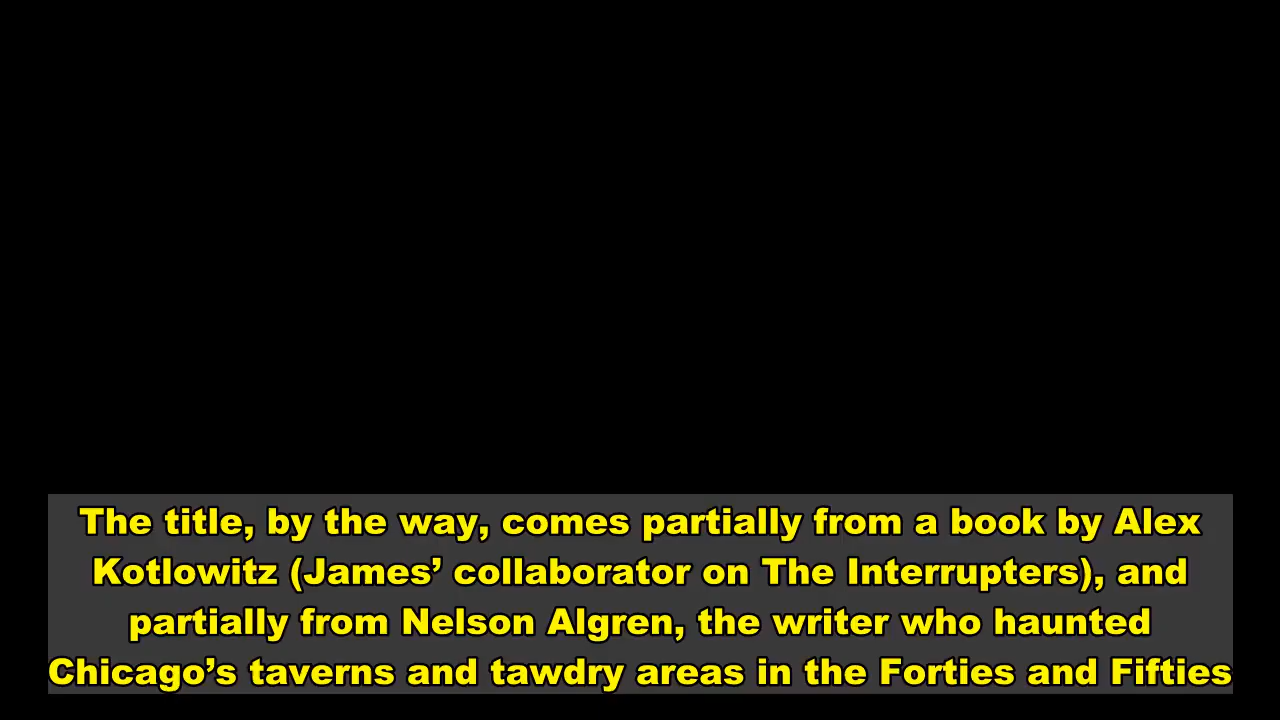 The title, by the way, comes partially from a book by Alex
Kotlowitz (James’ collaborator on The Interrupters), and
partially from Nelson Algren, the writer who haunted
Chicago’s taverns and tawdry areas in the Forties and Fifties